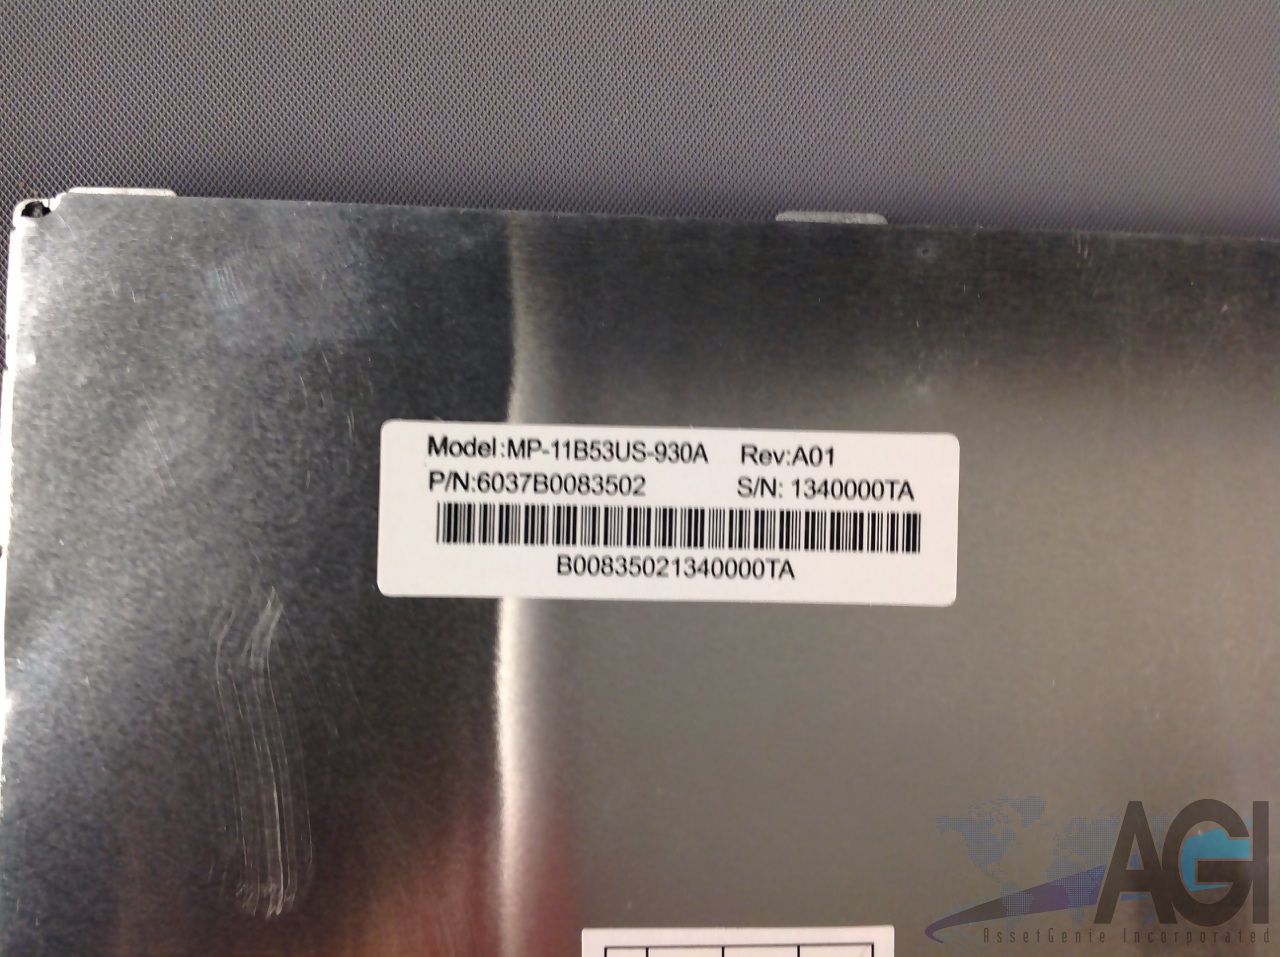 Model:MP-11B53US-930A Rev:A01
P/N:6037B0083502 S/N: 1340000TA
B00835021340000TA
AGI
AssetGenie Incorporated